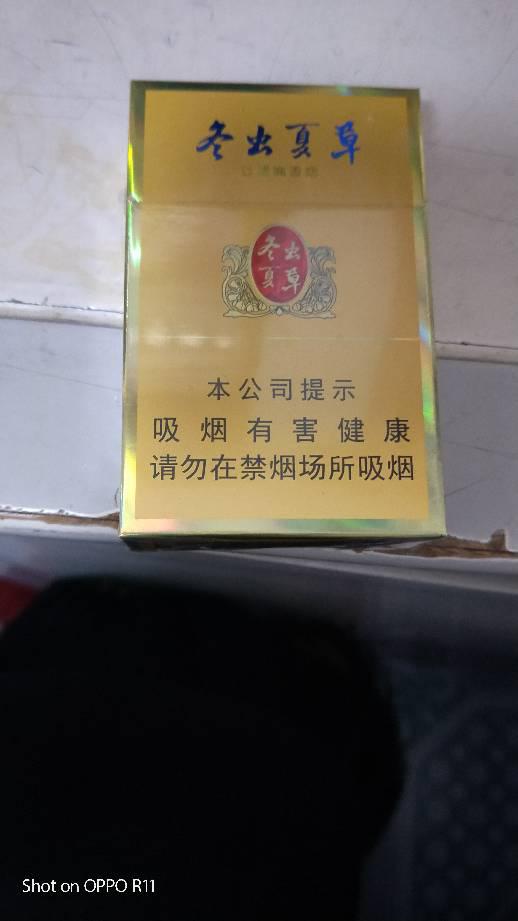 冬虫夏草
冬虫
夏草
本公司提示
吸烟有害健康
请勿在禁烟场所吸烟
Shot on OPPO R11